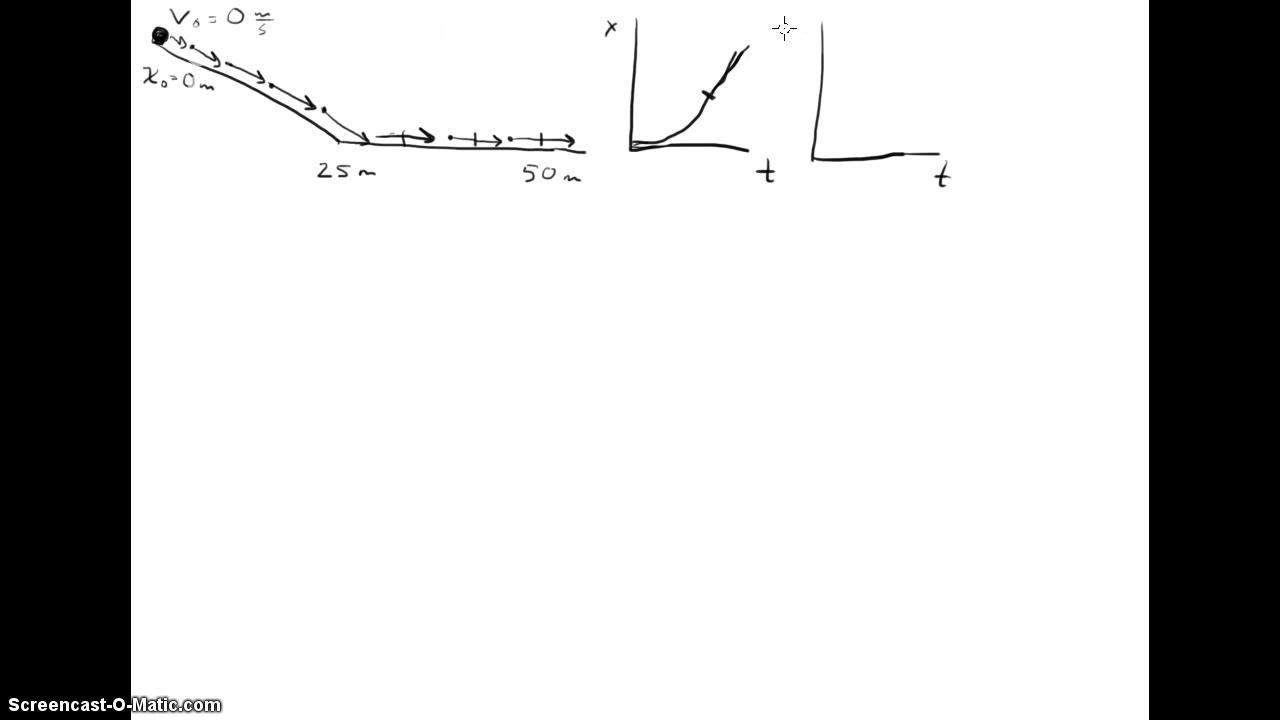 V₀ = 0 m/s
x₀ = 0 m
25 m
50 m
x
t
t
Screencast-O-Matic.com